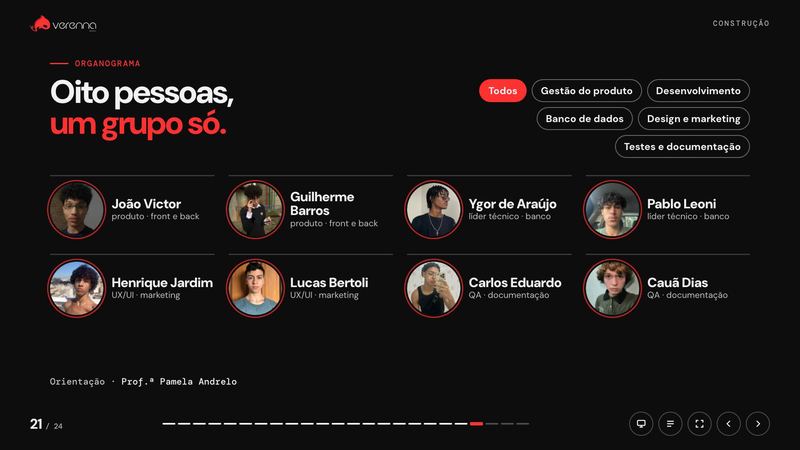 verenna
CONSTRUÇÃO
ORGANOGRAMA
Oito pessoas,
um grupo só.
Todos
Gestão do produto
Desenvolvimento
Banco de dados
Design e marketing
Testes e documentação
João Victor
produto · front e back
Guilherme
Barros
produto · front e back
Ygor de Araújo
líder técnico · banco
Pablo Leoni
líder técnico · banco
Henrique Jardim
UX/UI · marketing
Lucas Bertoli
UX/UI · marketing
Carlos Eduardo
QA · documentação
Cauã Dias
QA · documentação
Orientação · Prof.ª Pamela Andrelo
21 / 24